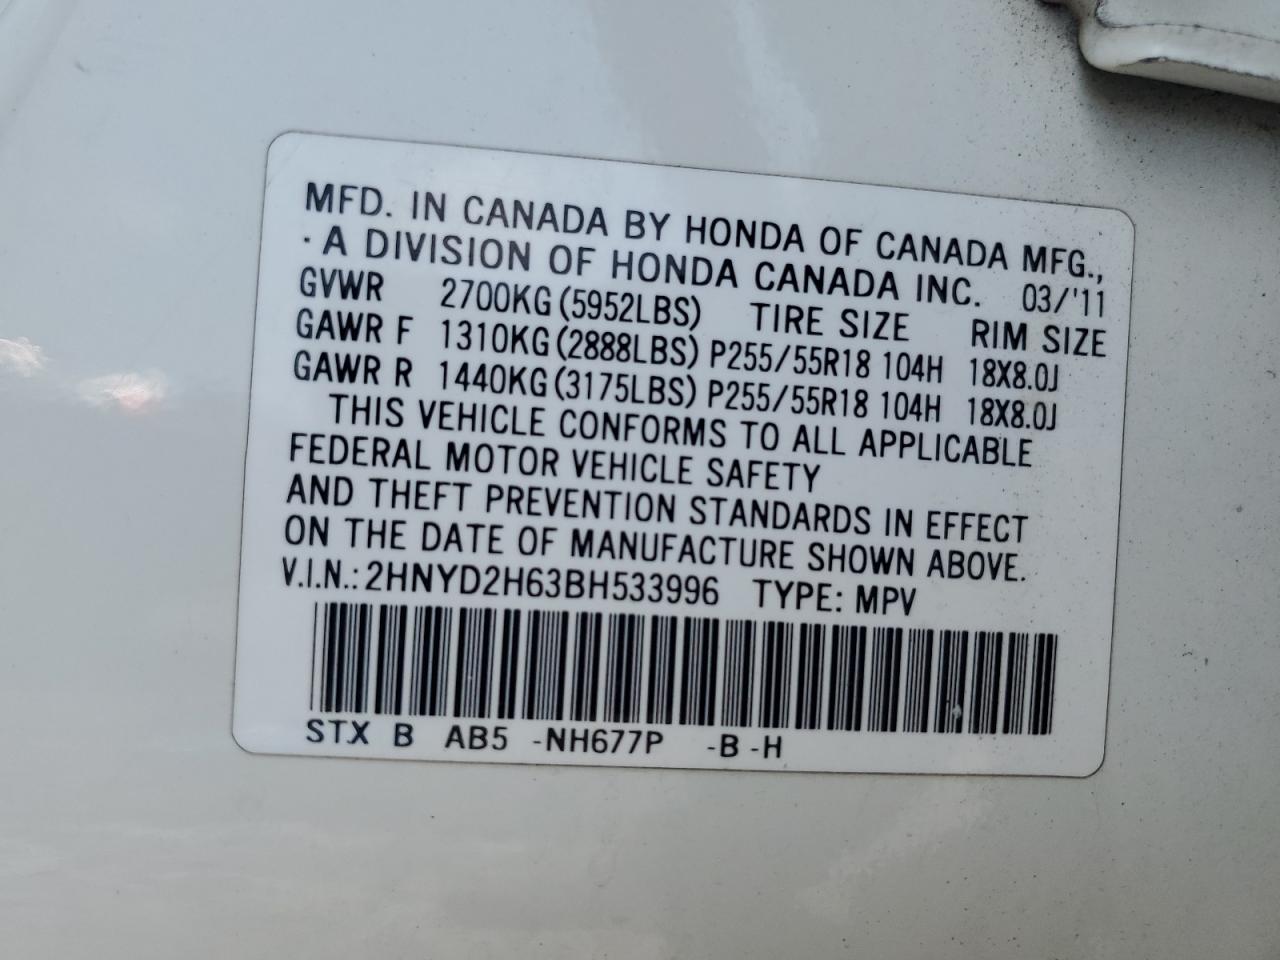 MFD. IN CANADA BY HONDA OF CANADA MFG.,
· A DIVISION OF HONDA CANADA INC. 03/'11
GVWR 2700KG (5952LBS) TIRE SIZE RIM SIZE
GAWR F 1310KG (2888LBS) P255/55R18 104H 18X8.0J
GAWR R 1440KG (3175LBS) P255/55R18 104H 18X8.0J
THIS VEHICLE CONFORMS TO ALL APPLICABLE
FEDERAL MOTOR VEHICLE SAFETY
AND THEFT PREVENTION STANDARDS IN EFFECT
ON THE DATE OF MANUFACTURE SHOWN ABOVE.
V.I.N.: 2HNYD2H63BH533996 TYPE: MPV
STX B AB5 -NH677P -B -H